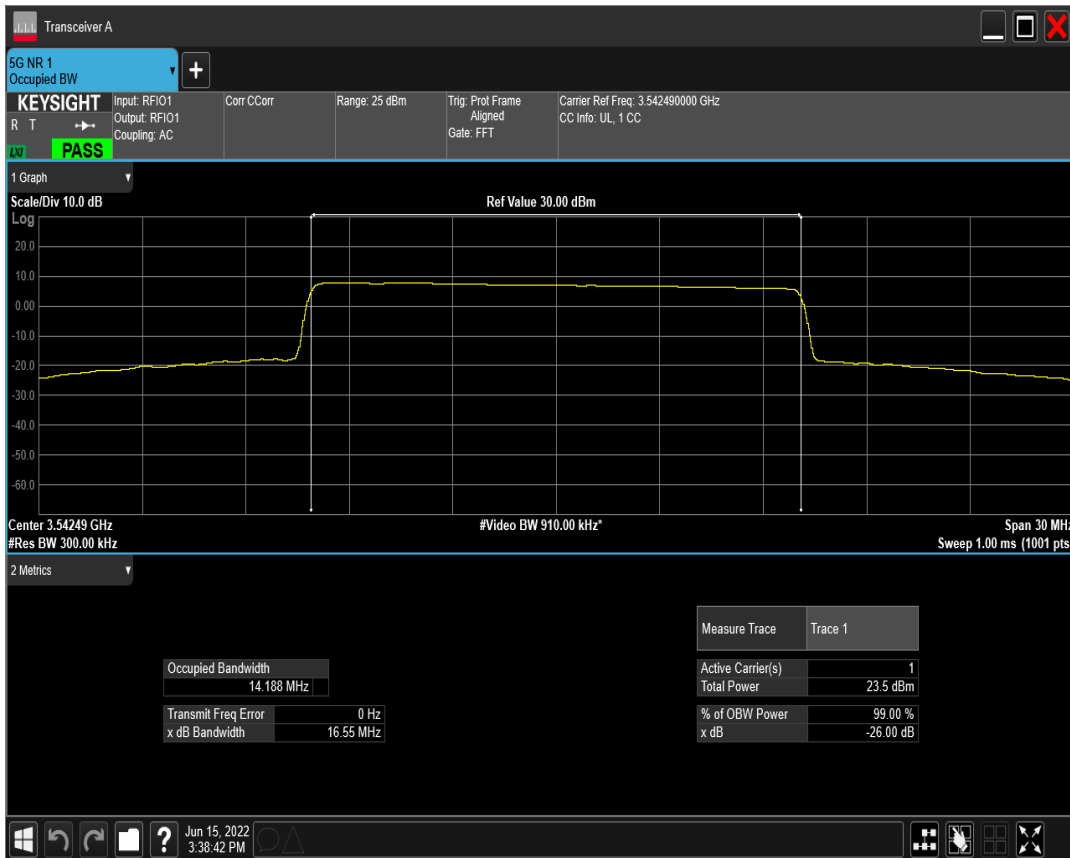 Transceiver A
5G NR 1
Occupied BW
+
KEYSIGHT
R T
LXI
PASS
Input: RFIO1
Output: RFIO1
Coupling: AC
Corr CCorr
Range: 25 dBm
Trig: Prot Frame
Aligned
Gate: FFT
Carrier Ref Freq: 3.542490000 GHz
CC Info: UL, 1 CC
1 Graph
Scale/Div 10.0 dB
Ref Value 30.00 dBm
Log
20.0
10.0
0.00
-10.0
-20.0
-30.0
-40.0
-50.0
-60.0
Center 3.54249 GHz
#Video BW 910.00 kHz*
Span 30 MHz
#Res BW 300.00 kHz
Sweep 1.00 ms (1001 pts
2 Metrics
Measure Trace Trace 1
Occupied Bandwidth
14.188 MHz
Active Carrier(s) 1
Total Power 23.5 dBm
Transmit Freq Error 0 Hz
x dB Bandwidth 16.55 MHz
% of OBW Power 99.00 %
x dB -26.00 dB
?
Jun 15, 2022
3:38:42 PM